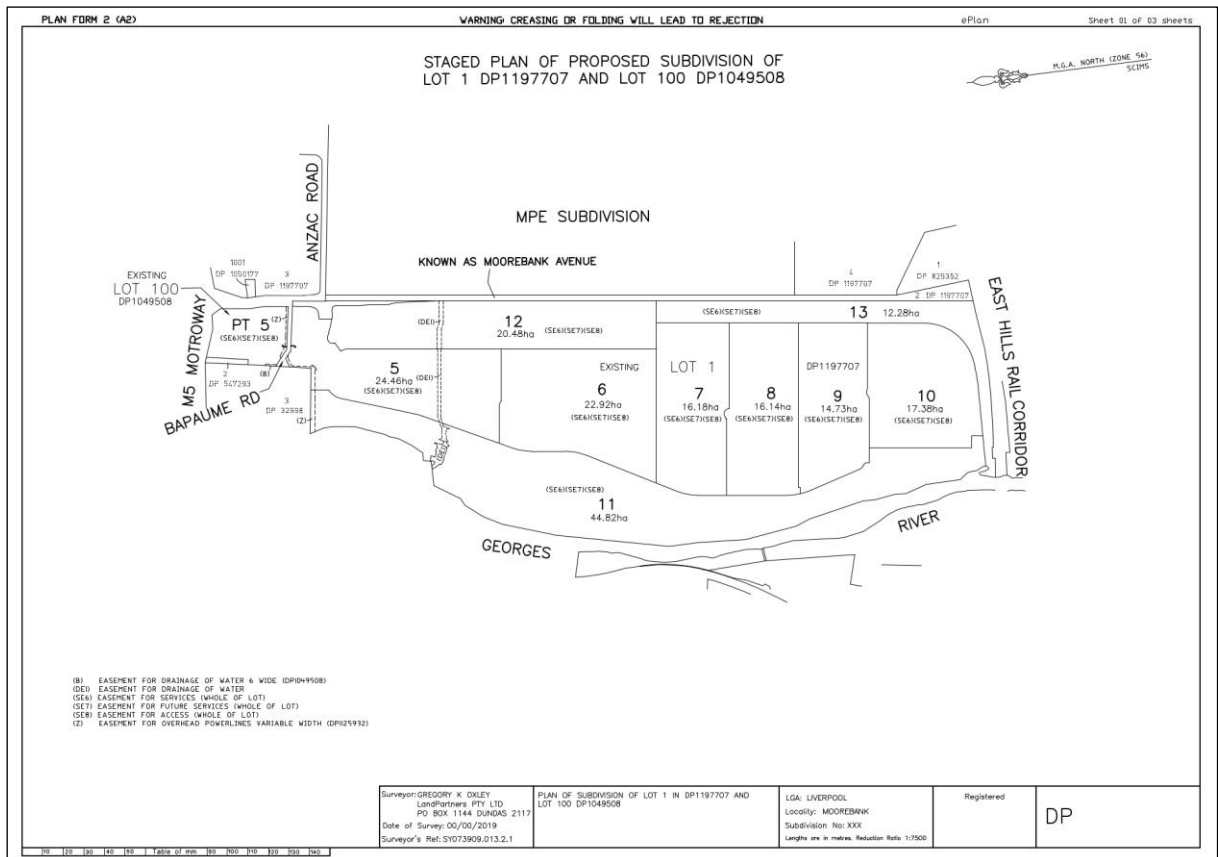 PLAN FORM 2 (A2)
WARNING: CREASING OR FOLDING WILL LEAD TO REJECTION
ePlan
Sheet 01 of 03 sheets
STAGED PLAN OF PROPOSED SUBDIVISION OF
LOT 1 DP1197707 AND LOT 100 DP1049508
M.G.A. NORTH (ZONE 56)
SCIMS
ANZAC ROAD
MPE SUBDIVISION
KNOWN AS MOOREBANK AVENUE
EXISTING
LOT 100
DP1049508
1001
DP 1050177
3
DP 1197707
4
DP 1197707
1
DP 825352
2 DP 1197707
M5 MOTROWAY
PT 5
(SE6)(SE7)(SE8)
(Z)
2
DP 547293
(B)
BAPAUME RD
3
DP 32998
(Z)
(DE1)
12
20.48ha
(SE6)(SE7)(SE8)
(SE6)(SE7)(SE8)
13
12.28ha
EAST HILLS RAIL CORRIDOR
5
24.46ha
(DE1)
(SE6)(SE7)(SE8)
(DE1)
EXISTING
LOT 1
DP1197707
6
22.92ha
(SE6)(SE7)(SE8)
7
16.18ha
(SE6)(SE7)(SE8)
8
16.14ha
(SE6)(SE7)(SE8)
9
14.73ha
(SE6)(SE7)(SE8)
10
17.38ha
(SE6)(SE7)(SE8)
(SE6)(SE7)(SE8)
11
44.82ha
GEORGES
RIVER
(B) EASEMENT FOR DRAINAGE OF WATER 6 WIDE (DP1049508)
(DE1) EASEMENT FOR DRAINAGE OF WATER
(SE6) EASEMENT FOR SERVICES (WHOLE OF LOT)
(SE7) EASEMENT FOR FUTURE SERVICES (WHOLE OF LOT)
(SE8) EASEMENT FOR ACCESS (WHOLE OF LOT)
(Z) EASEMENT FOR OVERHEAD POWERLINES VARIABLE WIDTH (DP1125932)
Surveyor: GREGORY K OXLEY
LandPartners PTY LTD
PO BOX 1144 DUNDAS 2117
Date of Survey: 00/00/2019
Surveyor's Ref: SY073909.013.2.1
PLAN OF SUBDIVISION OF LOT 1 IN DP1197707 AND
LOT 100 DP1049508
LGA: LIVERPOOL
Locality: MOOREBANK
Subdivision No: XXX
Lengths are in metres. Reduction Ratio 1:7500
Registered
DP
10 20 30 40 50 Table of mm 90 100 110 120 130 140